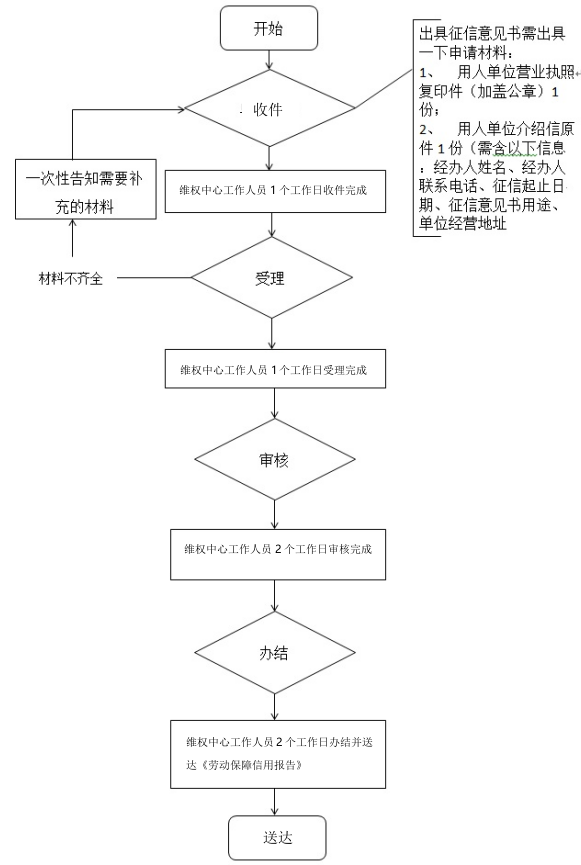 开始
收件
出具征信意见书需出具
一下申请材料：
1、 用人单位营业执照
复印件（加盖公章）1
份；
2、 用人单位介绍信原
件1份（需含以下信息
：经办人姓名、经办人
联系电话、征信起止日
期、征信意见书用途、
单位经营地址
一次性告知需要补
充的材料
维权中心工作人员1个工作日收件完成
材料不齐全
受理
维权中心工作人员1个工作日受理完成
审核
维权中心工作人员2个工作日审核完成
办结
维权中心工作人员2个工作日办结并送
达《劳动保障信用报告》
送达